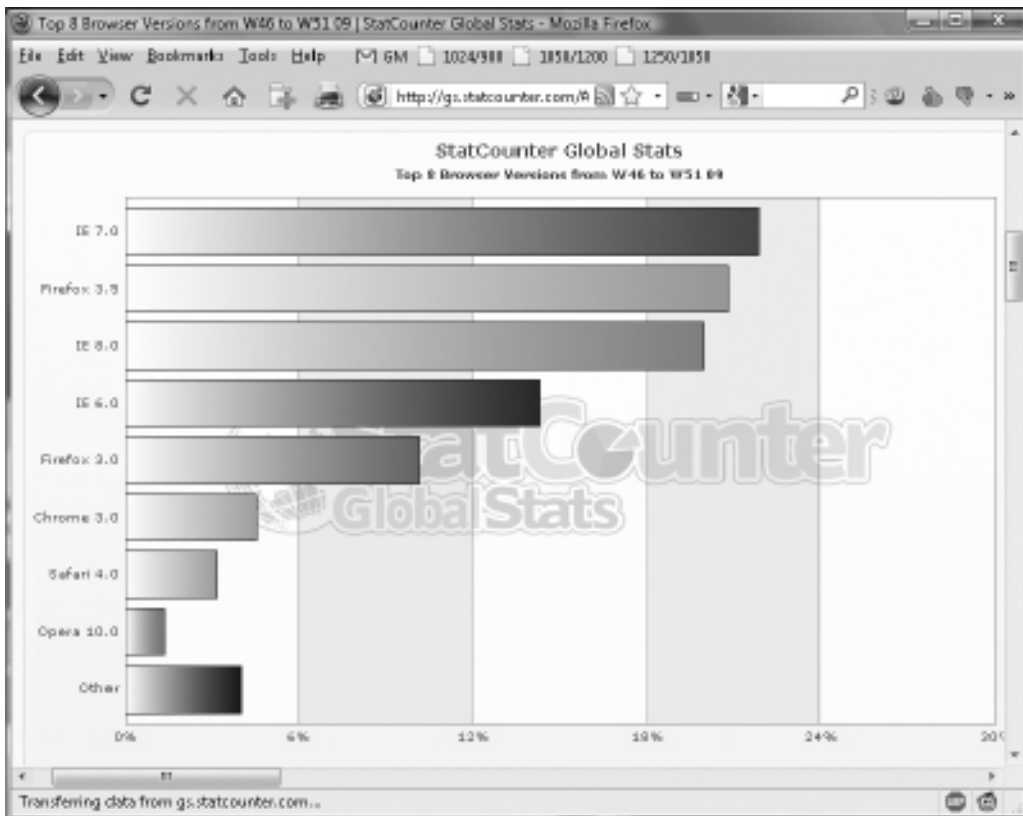 Top 8 Browser Versions from W46 to W51 09 | StatCounter Global Stats - Mozilla Firefox
File Edit View Bookmarks Tools Help GM 1024/900 1050/1200 1250/1050
http://gs.statcounter.com/#
StatCounter Global Stats
Top 8 Browser Versions from W46 to W51 09
IE 7.0
Firefox 3.5
IE 8.0
IE 6.0
Firefox 3.0
Chrome 3.0
Safari 4.0
Opera 10.0
Other
StatCounter
Global Stats
0% 6% 12% 18% 24%
Transferring data from gs.statcounter.com...